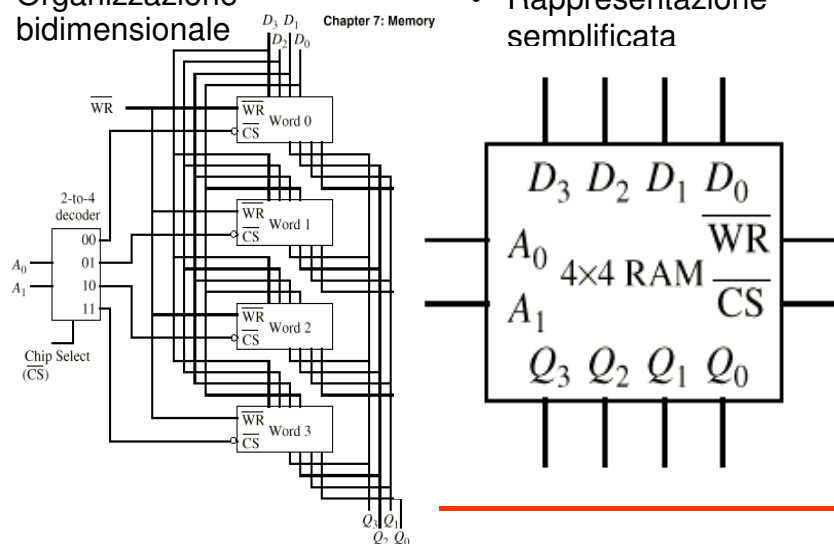 Organizzazione
bidimensionale
Chapter 7: Memory
D3 D1
D2 D0
WR
WR
Word 0
CS
2-to-4
decoder
00
01
10
11
A0
A1
Chip Select
(CS)
WR
Word 1
CS
WR
Word 2
CS
WR
Word 3
CS
Q3 Q1
Q2 Q0
• Rappresentazione
semplificata
D3 D2 D1 D0
WR
A0 4×4 RAM
CS
A1
Q3 Q2 Q1 Q0